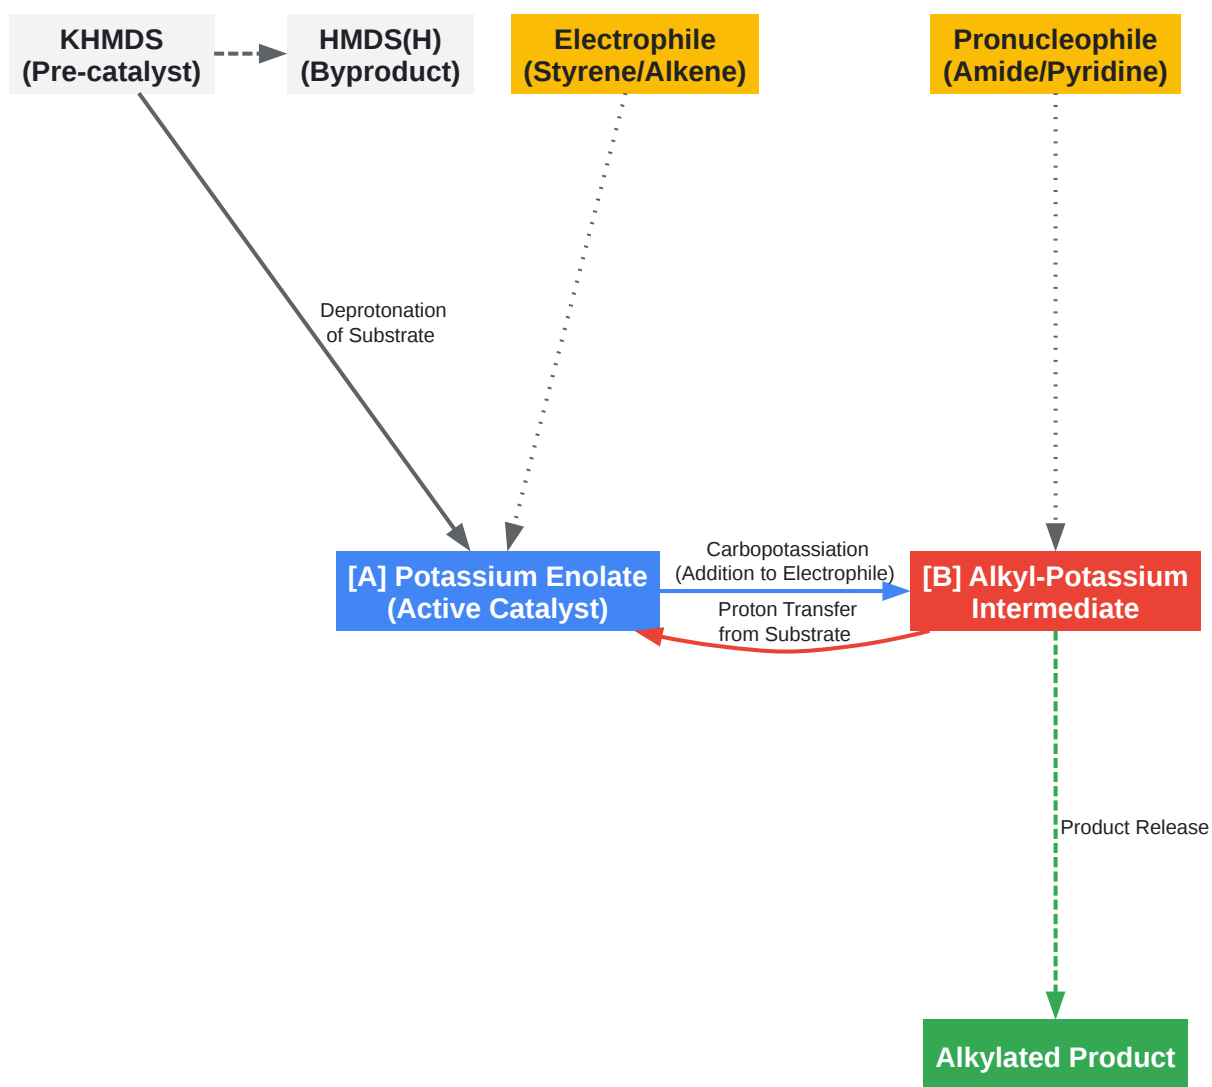 KHMDS
(Pre-catalyst)
HMDS(H)
(Byproduct)
Electrophile
(Styrene/Alkene)
Pronucleophile
(Amide/Pyridine)
Deprotonation
of Substrate
Carbopotassiation
(Addition to Electrophile)
[A] Potassium Enolate
(Active Catalyst)
Proton Transfer
from Substrate
[B] Alkyl-Potassium
Intermediate
Product Release
Alkylated Product